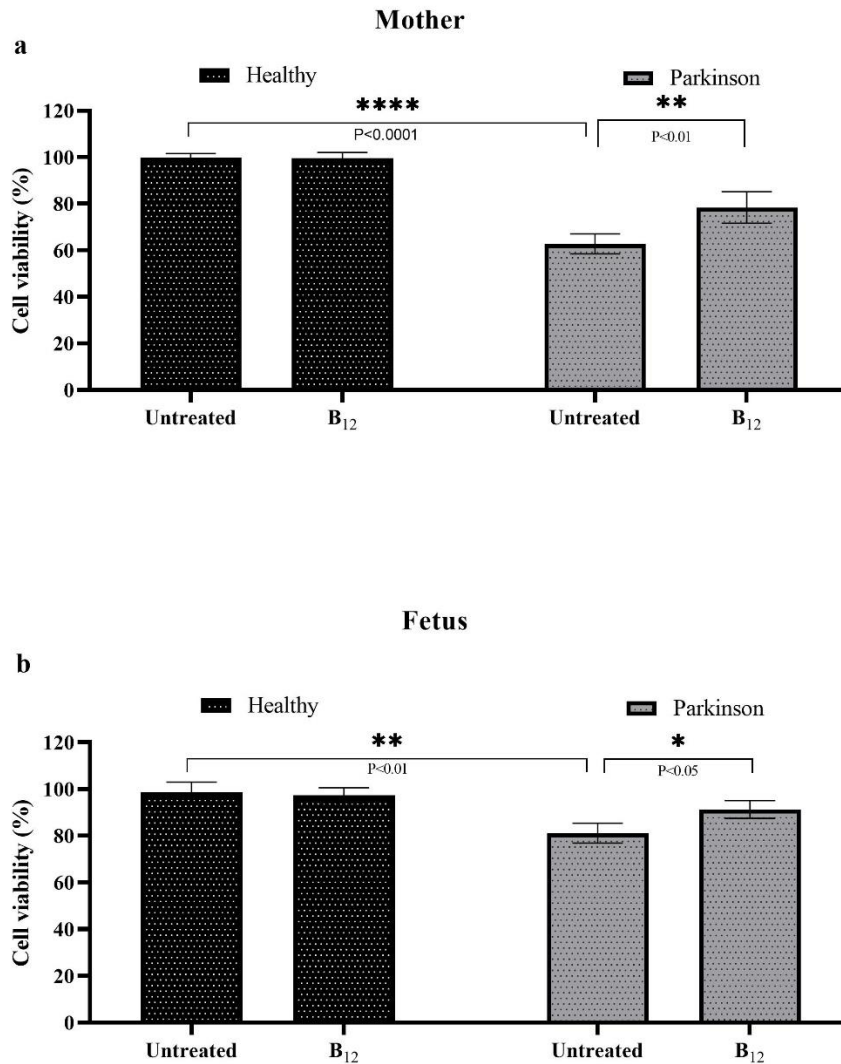 Mother
a
Healthy
Parkinson
120
100
80
60
40
20
0
Cell viability (%)
****
P<0.0001
**
P<0.01
Untreated
B₁₂
Untreated
B₁₂
Fetus
b
Healthy
Parkinson
120
100
80
60
40
20
0
Cell viability (%)
**
P<0.01
*
P<0.05
Untreated
B₁₂
Untreated
B₁₂